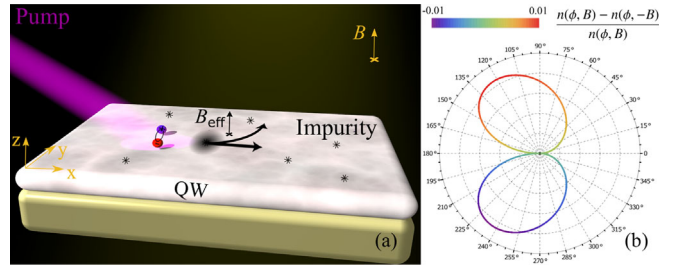 Pump
B
B_eff
Impurity
z
y
x
QW
(a)
-0.01 0.01
n(ϕ, B) − n(ϕ, −B)
n(ϕ, B)
90°
105° 75°
120° 60°
135° 45°
150° 30°
165° 15°
180° 0
195° 345°
210° 330°
225° 315°
240° 300°
255° 285°
270°
(b)